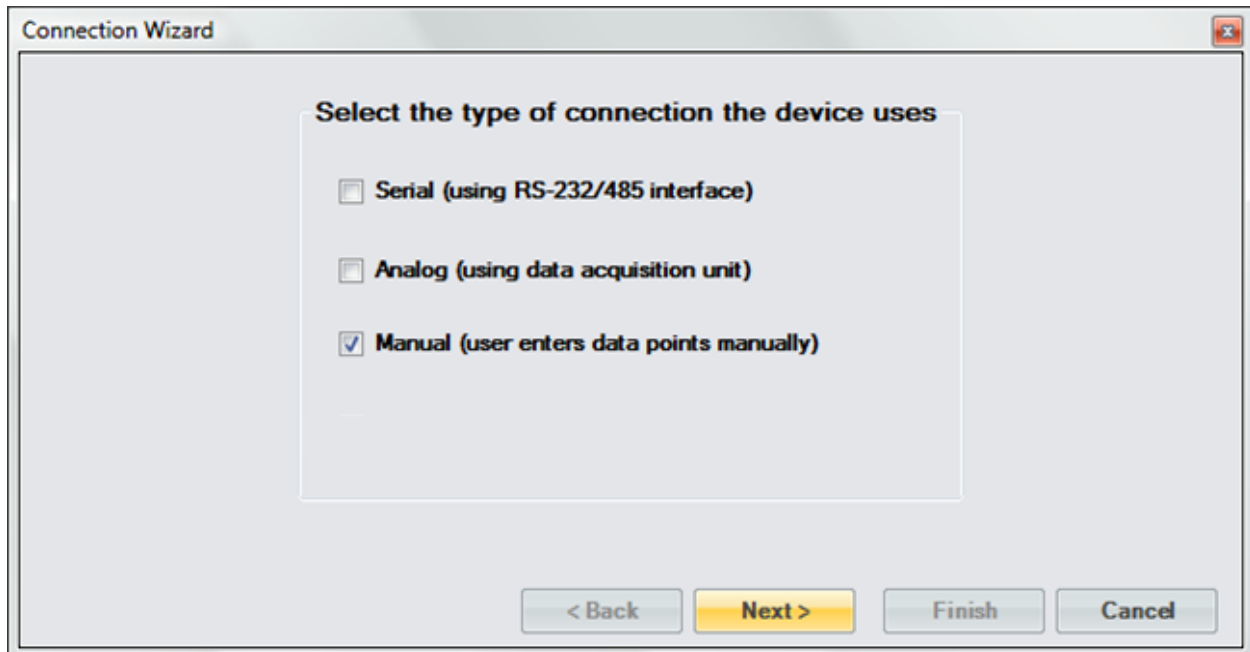 Connection Wizard
Select the type of connection the device uses
Serial (using RS-232/485 interface)
Analog (using data acquisition unit)
Manual (user enters data points manually)
< Back
Next >
Finish
Cancel